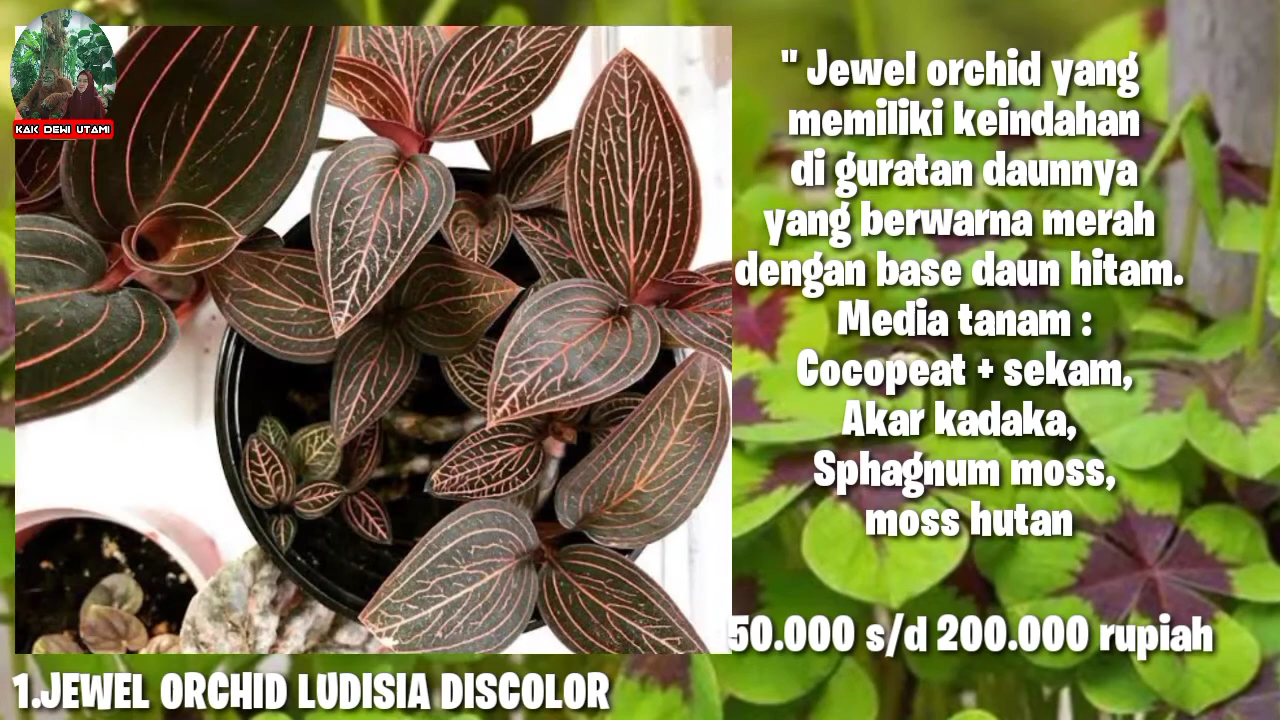 KAK DEWI UTAMI
" Jewel orchid yang
memiliki keindahan
di guratan daunnya
yang berwarna merah
dengan base daun hitam.
Media tanam :
Cocopeat + sekam,
Akar kadaka,
Sphagnum moss,
moss hutan
50.000 s/d 200.000 rupiah
1.JEWEL ORCHID LUDISIA DISCOLOR